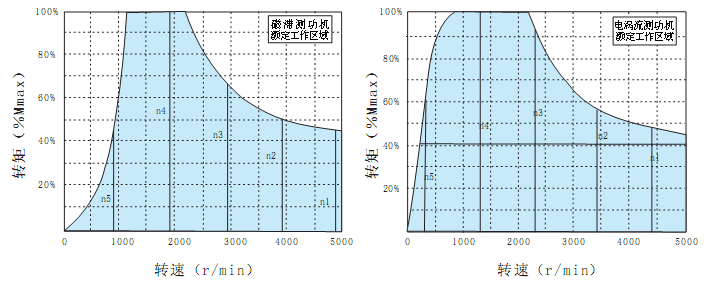 磁滞测功机
额定工作区域
100%
80%
60%
40%
20%
转矩（%Mmax）
n5
n4
n3
n2
n1
0
1000
2000
3000
4000
5000
转速（r/min）
电涡流测功机
额定工作区域
100%
80%
60%
40%
20%
转矩（%Mmax）
n5
n4
n3
n2
n1
0
1000
2000
3000
4000
5000
转速（r/min）